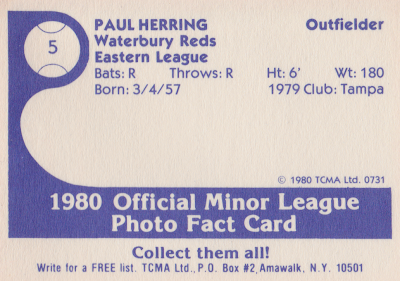 5
PAUL HERRING Outfielder
Waterbury Reds
Eastern League
Bats: R Throws: R Ht: 6' Wt: 180
Born: 3/4/57 1979 Club: Tampa
© 1980 TCMA Ltd. 0731
1980 Official Minor League
Photo Fact Card
Collect them all!
Write for a FREE list. TCMA Ltd., P.O. Box #2, Amawalk, N.Y. 10501